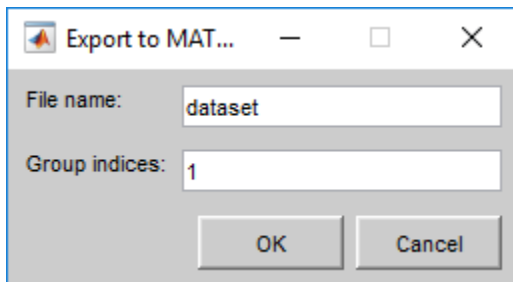 Export to MAT...
File name: dataset
Group indices: 1
OK Cancel